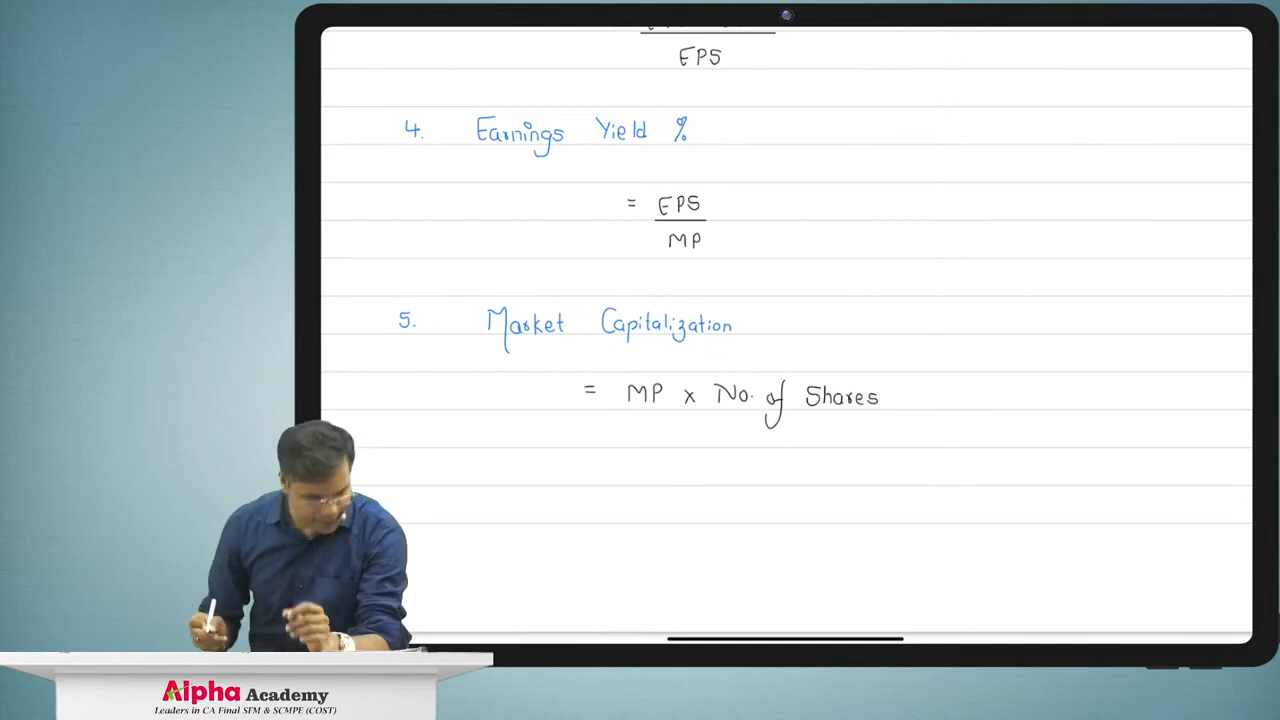 EPS
4. Earnings Yield %
= EPS
MP
5. Market Capitalization
= MP x No. of Shares
Alpha Academy
Leaders in CA Final SFM & SCMPE (COST)